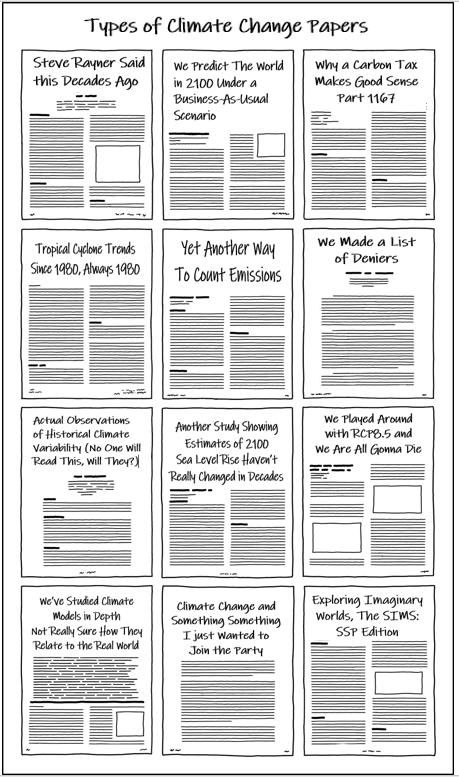 Types of Climate Change Papers
Steve Rayner Said
this Decades Ago
We Predict The World
in 2100 Under a
Business-As-Usual
Scenario
Why a Carbon Tax
Makes Good Sense
Part 1167
Tropical Cyclone Trends
Since 1980, Always 1980
Yet Another Way
To Count Emissions
We Made a List
of Deniers
Actual Observations
of Historical Climate
Variability (No One Will
Read This, Will They?)
Another Study Showing
Estimates of 2100
Sea Level Rise Haven't
Really Changed in Decades
We Played Around
with RCP8.5 and
We Are All Gonna Die
We've Studied Climate
Models in Depth
Not Really Sure How They
Relate to the Real World
Climate Change and
Something Something
I just Wanted to
Join the Party
Exploring Imaginary
Worlds, The SIMS:
SSP Edition